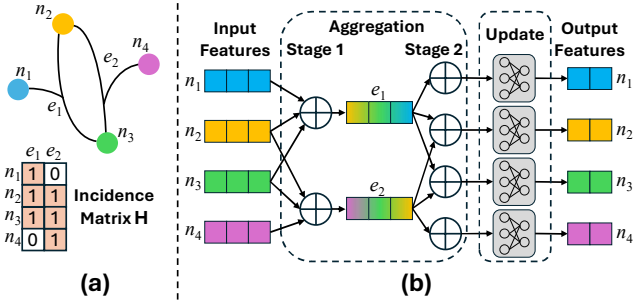 n2
n4
n1
e2
e1
n3
e1 e2
n1 1 0
n2 1 1
n3 1 1
n4 0 1
Incidence
Matrix H
(a)
Input
Features
Aggregation
Stage 1
Stage 2
Update
Output
Features
n1
e1
n1
n2
n2
n3
n3
e2
n4
n4
(b)